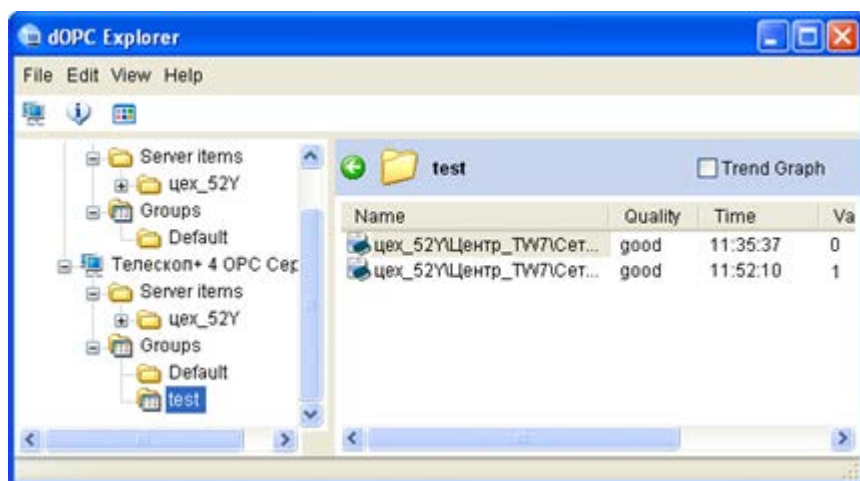 dOPC Explorer
File Edit View Help
Server items
цех_52Y
Groups
Default
Телескоп+ 4 OPC Сер
Server items
цех_52Y
Groups
Default
test
test
Trend Graph
Name Quality Time Va
цех_52Y\Центр_TW7\Сет... good 11:35:37 0
цех_52Y\Центр_TW7\Сет... good 11:52:10 1